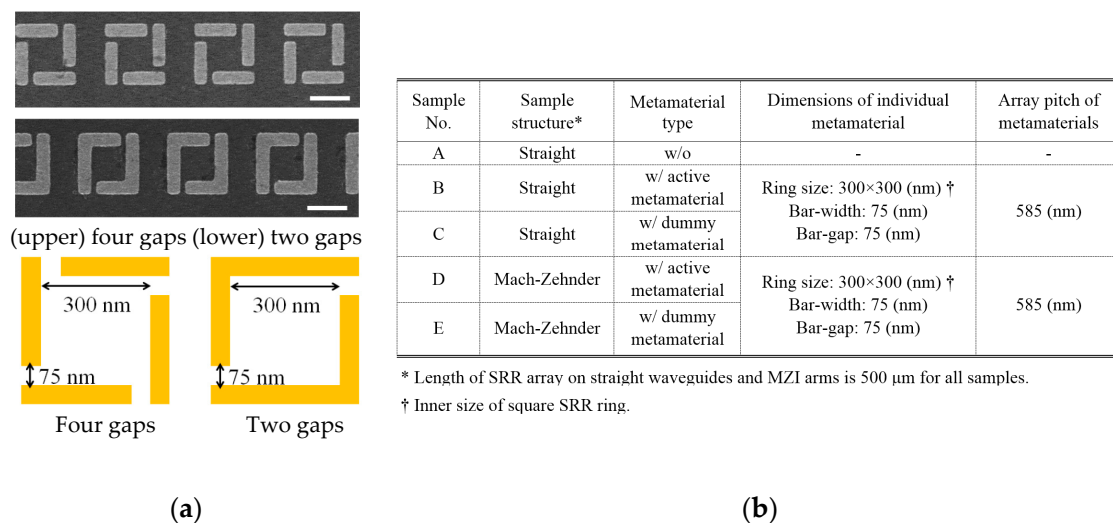 (upper) four gaps (lower) two gaps
300 nm
75 nm
Four gaps
300 nm
75 nm
Two gaps
(a)
Sample No. Sample structure* Metamaterial type Dimensions of individual metamaterial Array pitch of metamaterials
A Straight w/o - -
B Straight w/ active metamaterial Ring size: 300×300 (nm) † Bar-width: 75 (nm) Bar-gap: 75 (nm) 585 (nm)
C Straight w/ dummy metamaterial
D Mach-Zehnder w/ active metamaterial Ring size: 300×300 (nm) † Bar-width: 75 (nm) Bar-gap: 75 (nm) 585 (nm)
E Mach-Zehnder w/ dummy metamaterial
* Length of SRR array on straight waveguides and MZI arms is 500 μm for all samples.
† Inner size of square SRR ring.
(b)